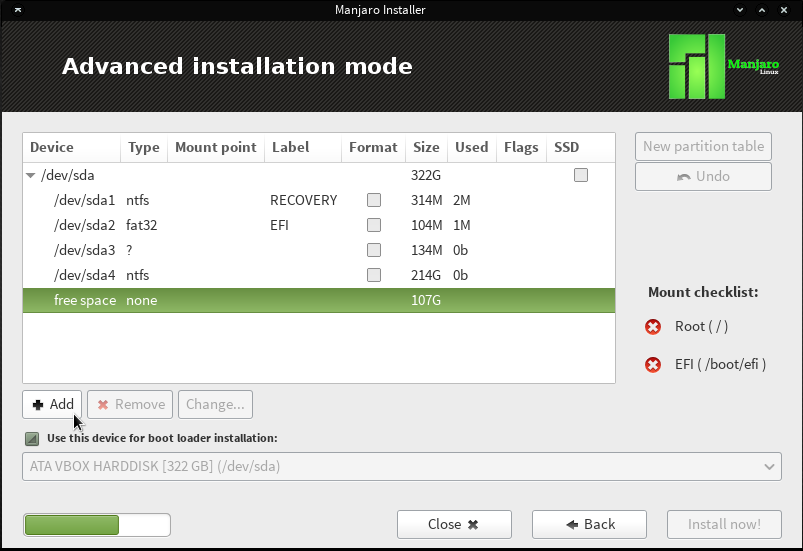 Manjaro Installer
Advanced installation mode
Manjaro
Linux
Device Type Mount point Label Format Size Used Flags SSD
/dev/sda 322G
/dev/sda1 ntfs RECOVERY 314M 2M
/dev/sda2 fat32 EFI 104M 1M
/dev/sda3 ? 134M 0b
/dev/sda4 ntfs 214G 0b
free space none 107G
New partition table
Undo
Mount checklist:
Root ( / )
EFI ( /boot/efi )
Add Remove Change...
Use this device for boot loader installation:
ATA VBOX HARDDISK [322 GB] (/dev/sda)
Close Back Install now!